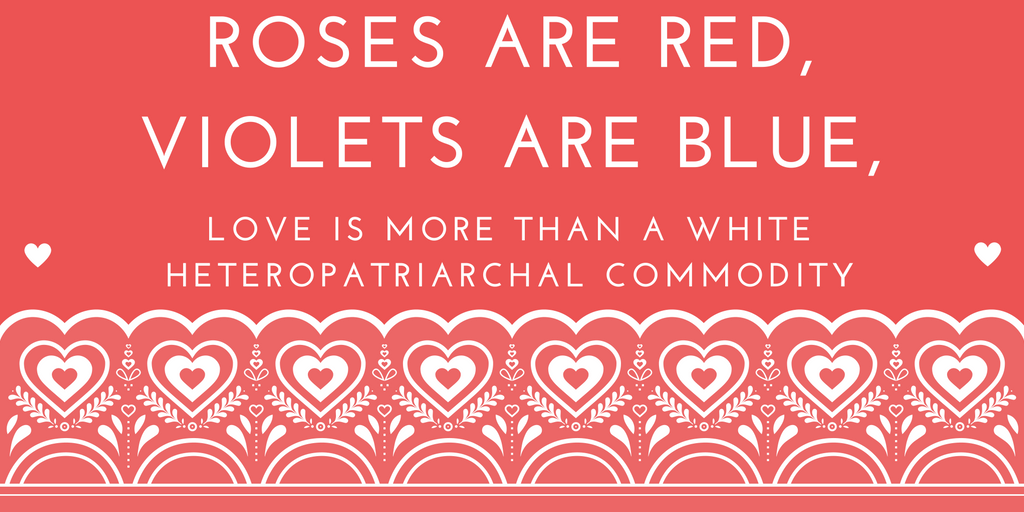 ROSES ARE RED,
VIOLETS ARE BLUE,
LOVE IS MORE THAN A WHITE
HETEROPATRIARCHAL COMMODITY